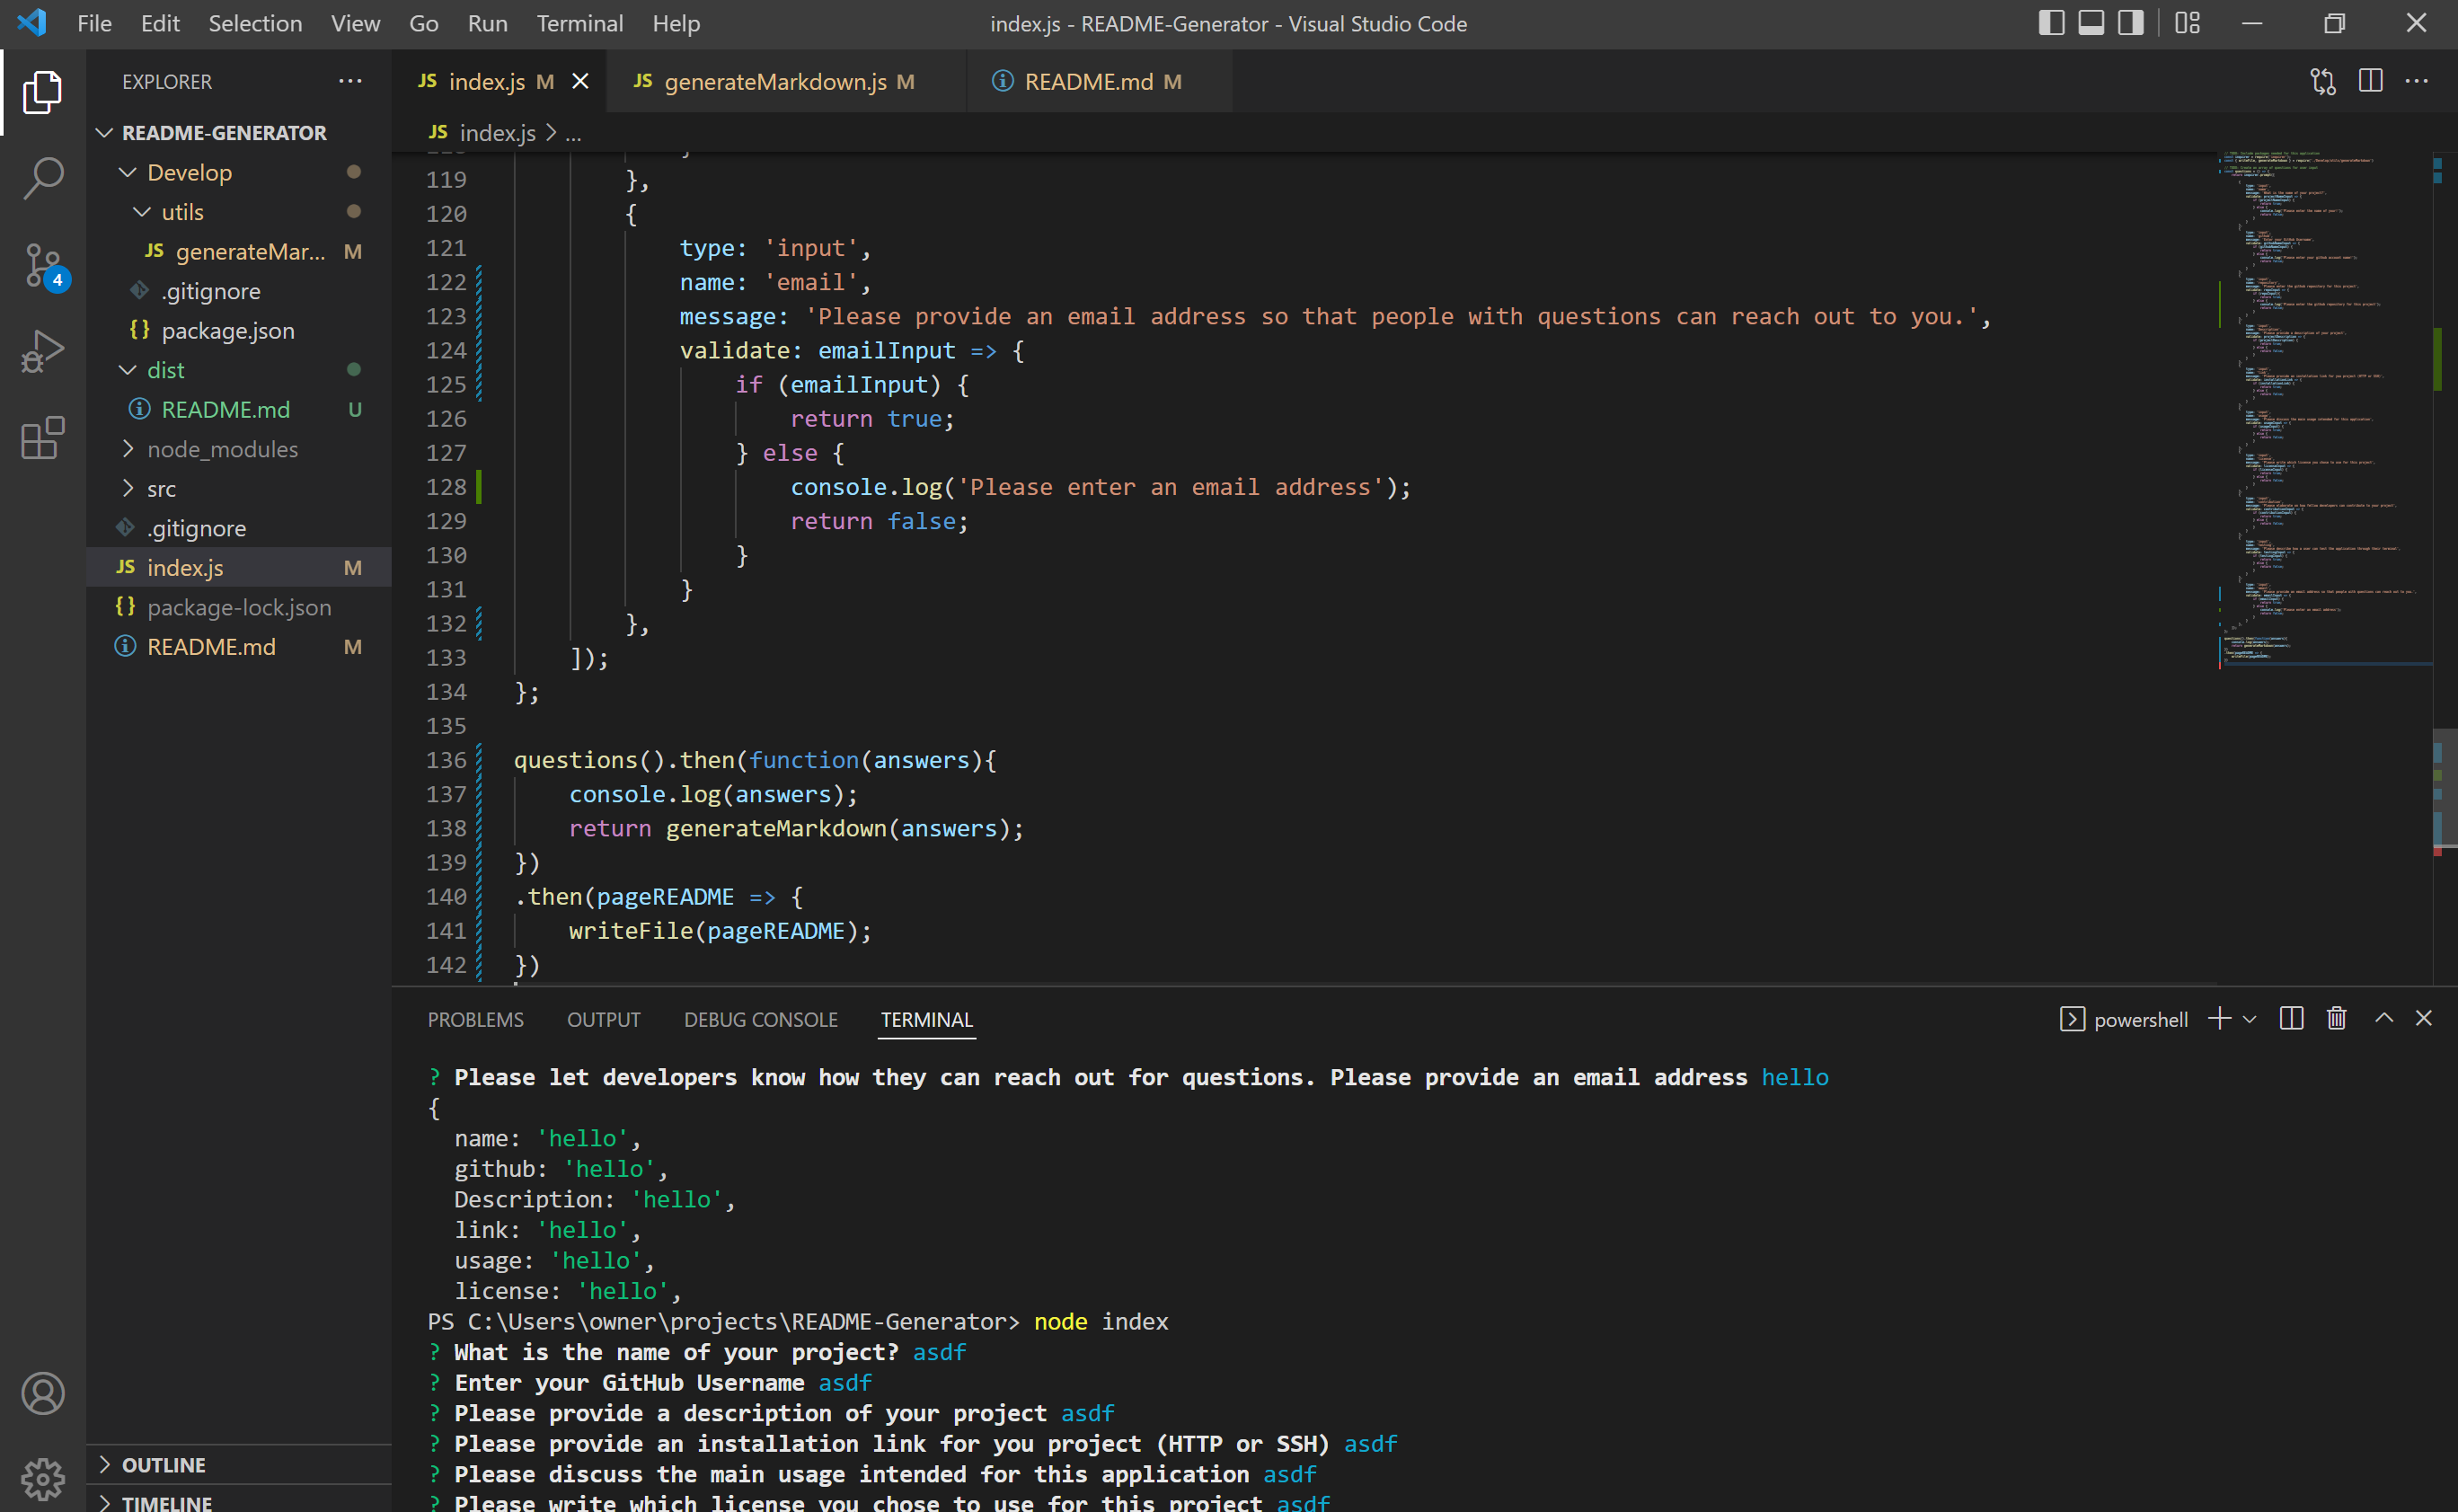 File Edit Selection View Go Run Terminal Help
index.js - README-Generator - Visual Studio Code
EXPLORER
README-GENERATOR
Develop
utils
JS generateMar... M
.gitignore
{} package.json
dist
README.md U
node_modules
src
.gitignore
JS index.js M
{} package-lock.json
README.md M
OUTLINE
TIMELINE
4
JS index.js M
JS generateMarkdown.js M
README.md M
JS index.js > ...
119 },
120 {
121 type: 'input',
122 name: 'email',
123 message: 'Please provide an email address so that people with questions can reach out to you.',
124 validate: emailInput => {
125 if (emailInput) {
126 return true;
127 } else {
128 console.log('Please enter an email address');
129 return false;
130 }
131 }
132 },
133 ]);
134 };
135
136 questions().then(function(answers){
137 console.log(answers);
138 return generateMarkdown(answers);
139 })
140 .then(pageREADME => {
141 writeFile(pageREADME);
142 })
PROBLEMS OUTPUT DEBUG CONSOLE TERMINAL
powershell
? Please let developers know how they can reach out for questions. Please provide an email address hello
{
name: 'hello',
github: 'hello',
Description: 'hello',
link: 'hello',
usage: 'hello',
license: 'hello',
PS C:\Users\owner\projects\README-Generator> node index
? What is the name of your project? asdf
? Enter your GitHub Username asdf
? Please provide a description of your project asdf
? Please provide an installation link for you project (HTTP or SSH) asdf
? Please discuss the main usage intended for this application asdf
? Please write which license you chose to use for this project asdf